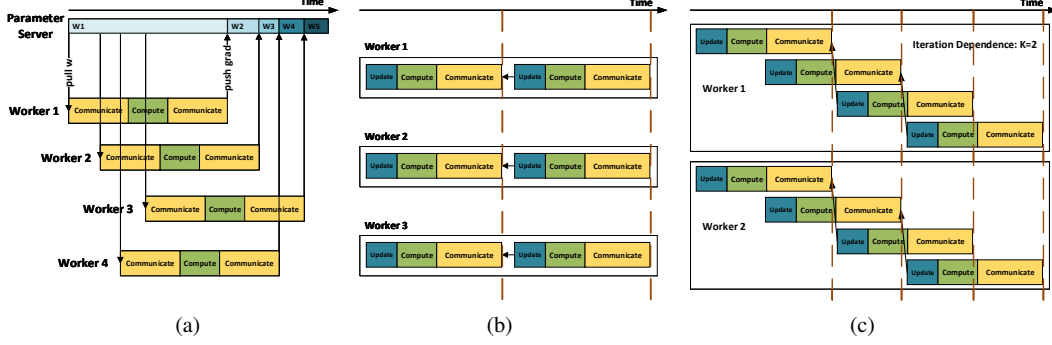 Time
Parameter
Server
W1
W2
W3
W4
W5
pull w
push grad
Worker 1
Communicate
Compute
Communicate
Worker 2
Communicate
Compute
Communicate
Worker 3
Communicate
Compute
Communicate
Worker 4
Communicate
Compute
Communicate
(a)
Time
Worker 1
Update
Compute
Communicate
Update
Compute
Communicate
Worker 2
Update
Compute
Communicate
Update
Compute
Communicate
Worker 3
Update
Compute
Communicate
Update
Compute
Communicate
(b)
Time
Iteration Dependence: K=2
Update
Compute
Communicate
Update
Compute
Communicate
Worker 1
Update
Compute
Communicate
Update
Compute
Communicate
Update
Compute
Communicate
Update
Compute
Communicate
Worker 2
Update
Compute
Communicate
Update
Compute
Communicate
(c)